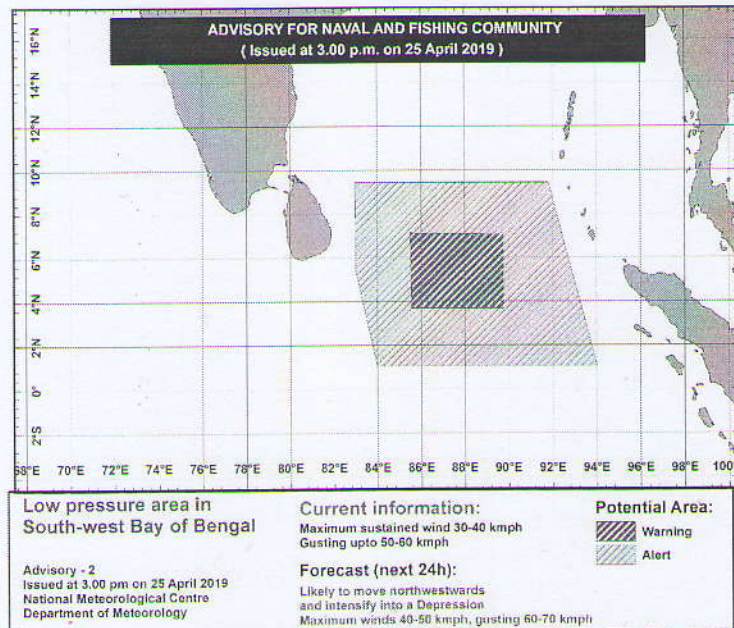 ADVISORY FOR NAVAL AND FISHING COMMUNITY
( Issued at 3.00 p.m. on 25 April 2019 )
16°N
14°N
12°N
10°N
8°N
6°N
4°N
2°N
0°
2°S
68°E 70°E 72°E 74°E 76°E 78°E 80°E 82°E 84°E 86°E 88°E 90°E 92°E 94°E 96°E 98°E 100°
Low pressure area in
South-west Bay of Bengal
Advisory - 2
Issued at 3.00 pm on 25 April 2019
National Meteorological Centre
Department of Meteorology
Current information:
Maximum sustained wind 30-40 kmph
Gusting upto 50-60 kmph
Forecast (next 24h):
Likely to move northwestwards
and intensify into a Depression
Maximum winds 40-50 kmph, gusting 60-70 kmph
Potential Area:
Warning
Alert